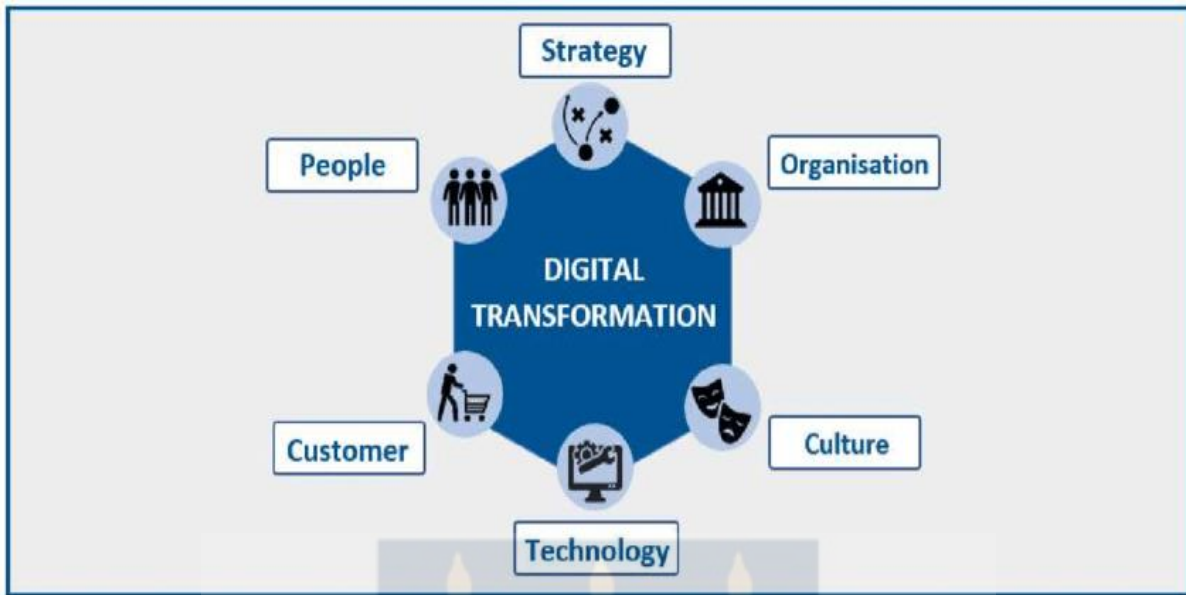 Strategy
People
Organisation
DIGITAL
TRANSFORMATION
Customer
Culture
Technology